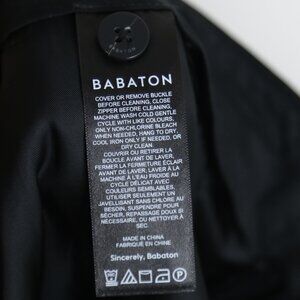 BABATON
BABATON
COVER OR REMOVE BUCKLE
BEFORE CLEANING, CLOSE
ZIPPER BEFORE CLEANING,
MACHINE WASH COLD GENTLE
CYCLE WITH LIKE COLOURS,
ONLY NON-CHLORINE BLEACH
WHEN NEEDED, HANG TO DRY,
COOL IRON ONLY IF NEEDED, OR
DRY CLEAN.
COUVRIR OU RETIRER LA
BOUCLE AVANT DE LAVER,
FERMER LA FERMETURE ÉCLAIR
AVANT DE LAVER, LAVER À LA
MACHINE À L'EAU FROIDE AU
CYCLE DÉLICAT AVEC
COULEURS SEMBLABLES,
UTILISER SEULEMENT UN
JAVELLISANT SANS CHLORE AU
BESOIN, SUSPENDRE POUR
SÉCHER, REPASSAGE DOUX SI
NÉCESSAIRE, OU NETTOYER À
SEC.
MADE IN CHINA
FABRIQUÉ EN CHINE
Sincerely, Babaton